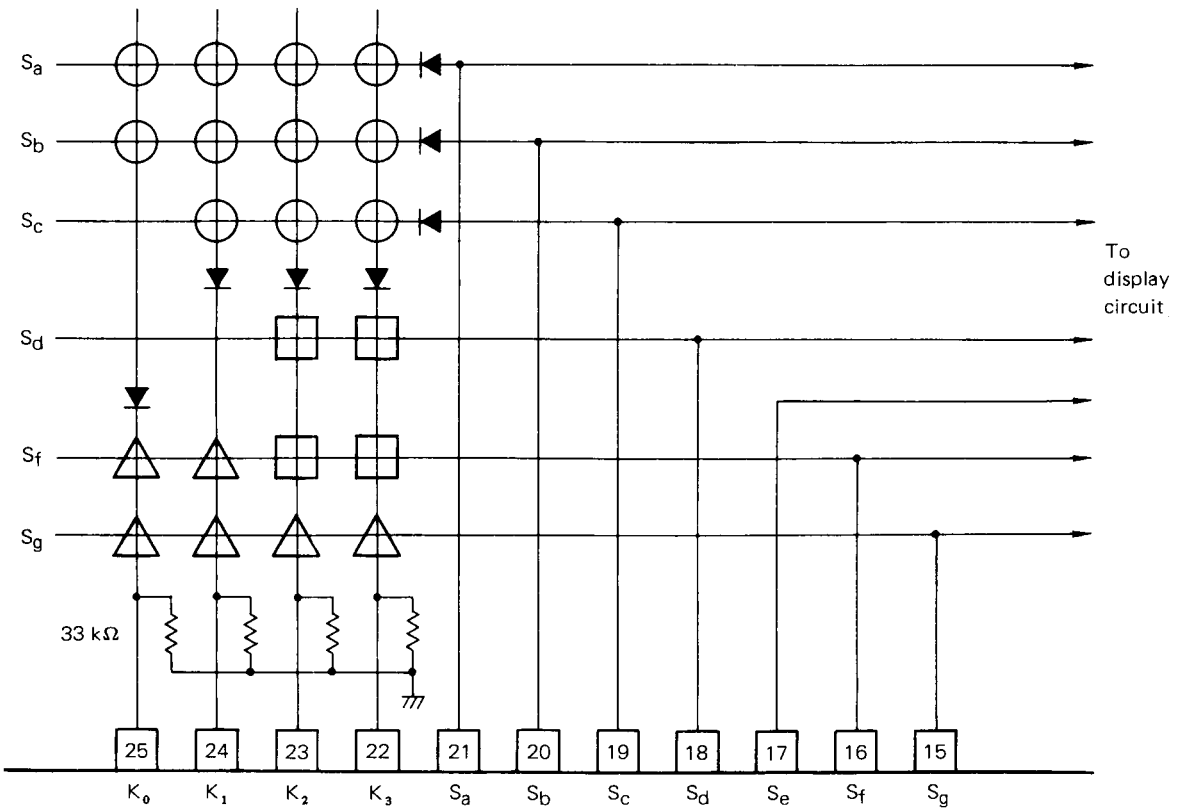 Sa
Sb
Sc
To
display
circuit
Sd
Sf
Sg
33 kΩ
25 24 23 22 21 20 19 18 17 16 15
K₀ K₁ K₂ K₃ Sa Sb Sc Sd Se Sf Sg